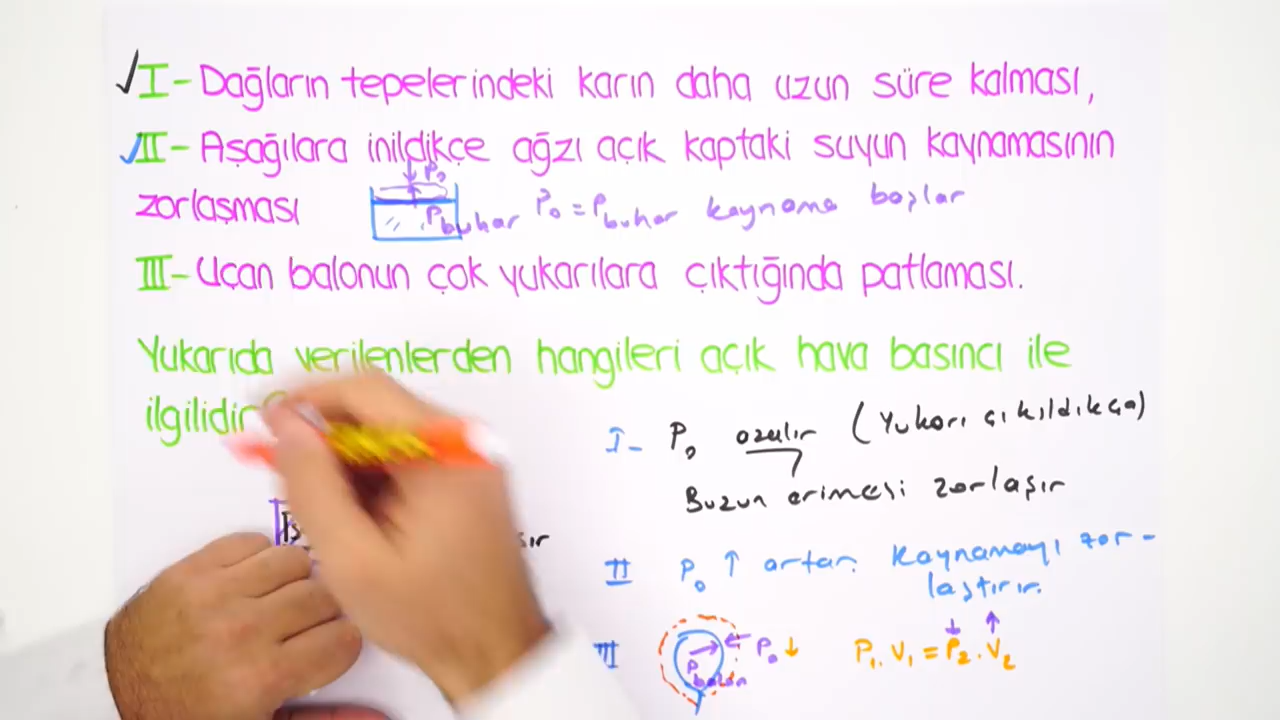 I- Dağların tepelerindeki karın daha uzun süre kalması,
II- Aşağılara inildikçe ağzı açık kaptaki suyun kaynamasının
P₀
zorlaşması
Pbuhar P₀ = Pbuhar kaynama başlar
III- Uçan balonun çok yukarılara çıktığında patlaması.
Yukarıda verilenlerden hangileri açık hava basıncı ile
ilgilidir
I- P₀ azalır (Yukarı çıkıldıkça)
Buzun erimesi zorlaşır
II P₀ ↑ artar. Kaynamayı zor-
laştırır.
III Pbalon P₀ ↓ P₁.V₁ = P₂.V₂